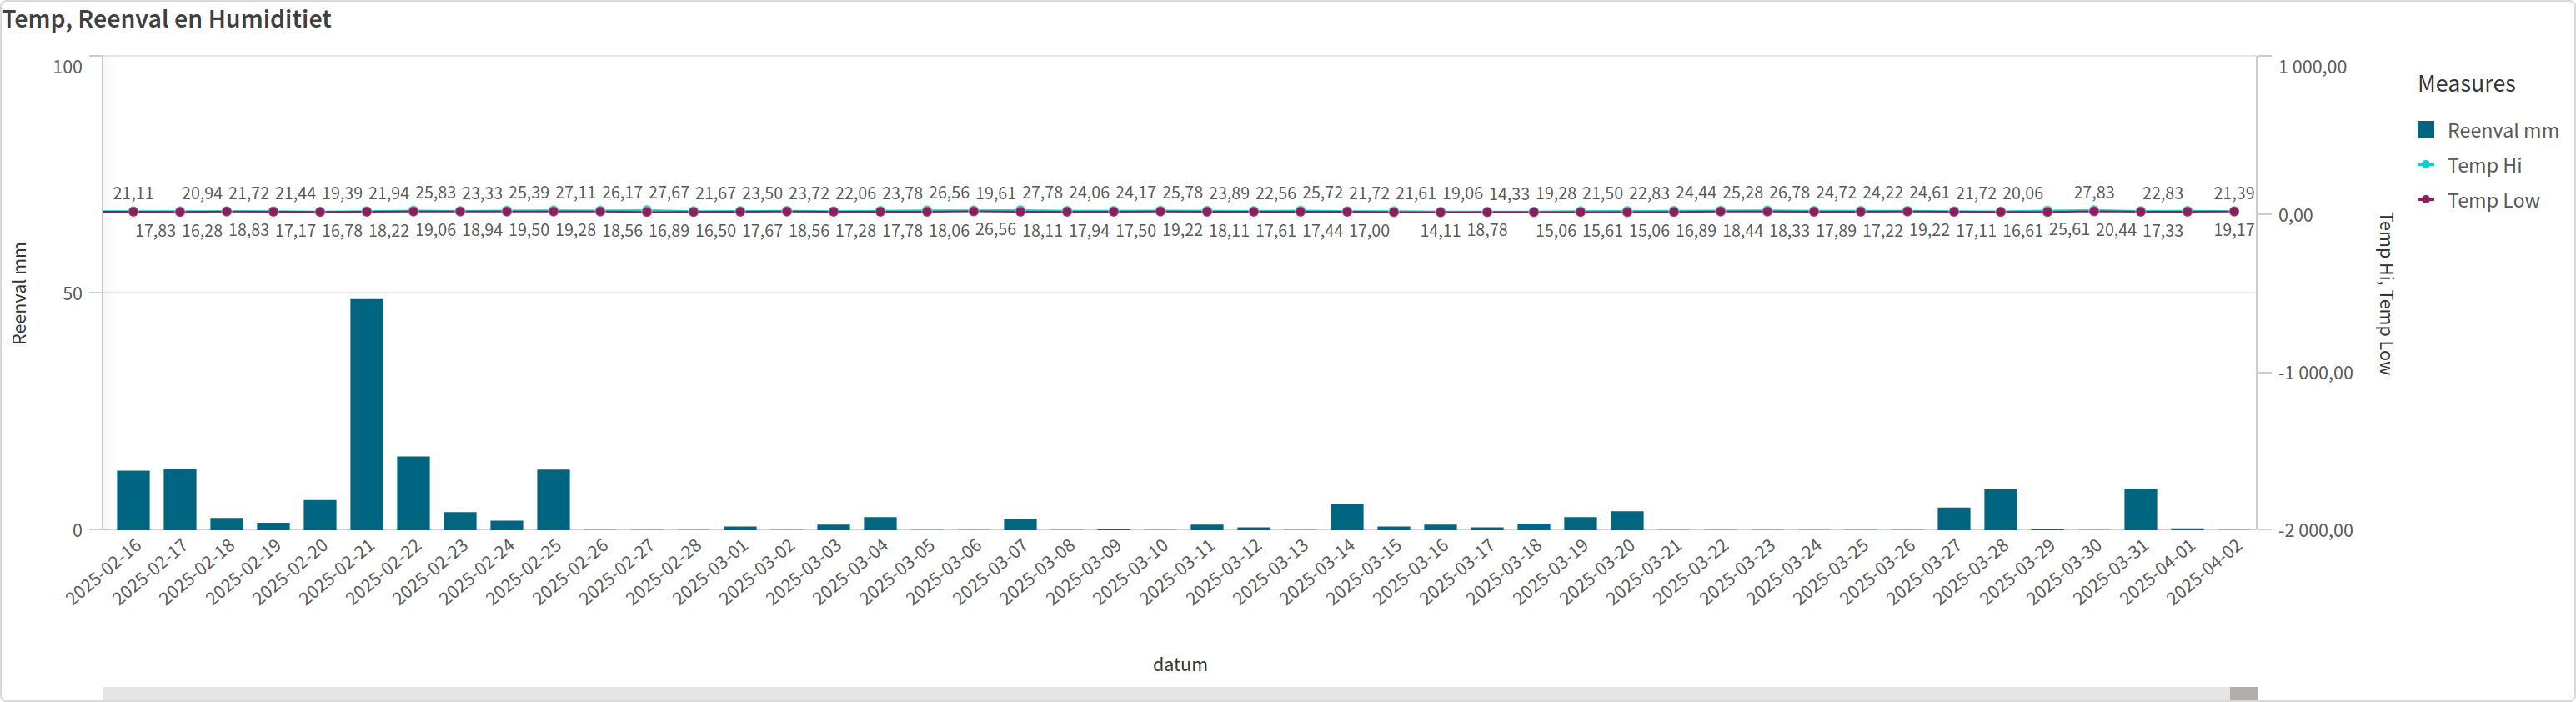 Temp, Reenval en Humiditiet
100
50
0
Reenval mm
21,11 20,94 21,72 21,44 19,39 21,94 25,83 23,33 25,39 27,11 26,17 27,67 21,67 23,50 23,72 22,06 23,78 26,56 19,61 27,78 24,06 24,17 25,78 23,89 22,56 25,72 21,72 21,61 19,06 14,33 19,28 21,50 22,83 24,44 25,28 26,78 24,72 24,22 24,61 21,72 20,06 27,83 22,83 21,39
17,83 16,28 18,83 17,17 16,78 18,22 19,06 18,94 19,50 19,28 18,56 16,89 16,50 17,67 18,56 17,28 17,78 18,06 26,56 18,11 17,94 17,50 19,22 18,11 17,61 17,44 17,00 14,11 18,78 15,06 15,61 15,06 16,89 18,44 18,33 17,89 17,22 19,22 17,11 16,61 25,61 20,44 17,33 19,17
1 000,00
0,00
-1 000,00
-2 000,00
Temp Hi, Temp Low
2025-02-16 2025-02-17 2025-02-18 2025-02-19 2025-02-20 2025-02-21 2025-02-22 2025-02-23 2025-02-24 2025-02-25 2025-02-26 2025-02-27 2025-02-28 2025-03-01 2025-03-02 2025-03-03 2025-03-04 2025-03-05 2025-03-06 2025-03-07 2025-03-08 2025-03-09 2025-03-10 2025-03-11 2025-03-12 2025-03-13 2025-03-14 2025-03-15 2025-03-16 2025-03-17 2025-03-18 2025-03-19 2025-03-20 2025-03-21 2025-03-22 2025-03-23 2025-03-24 2025-03-25 2025-03-26 2025-03-27 2025-03-28 2025-03-29 2025-03-30 2025-03-31 2025-04-01 2025-04-02
datum
Measures
Reenval mm
Temp Hi
Temp Low